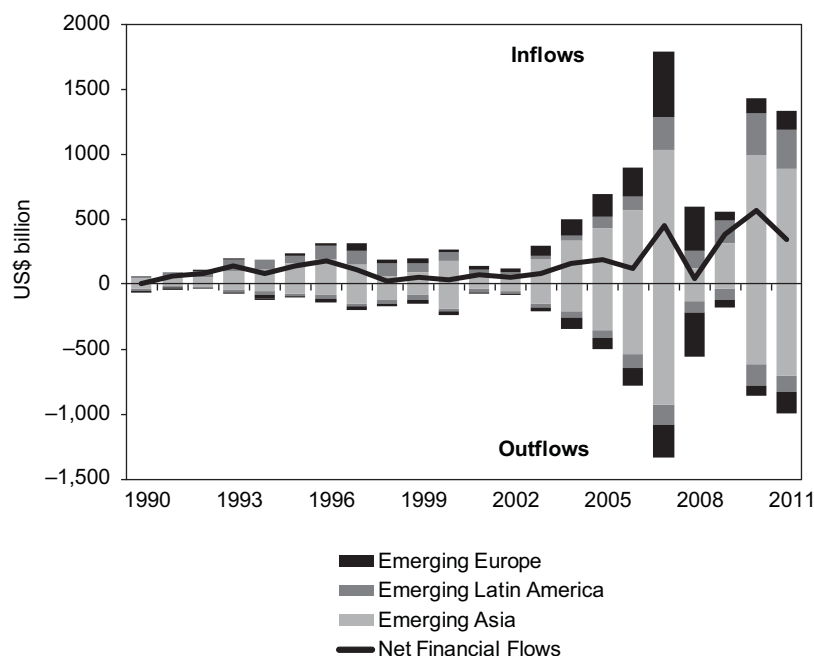 2000
1500
1000
500
0
–500
–1,000
–1,500
US$ billion
Inflows
Outflows
1990 1993 1996 1999 2002 2005 2008 2011
Emerging Europe
Emerging Latin America
Emerging Asia
Net Financial Flows